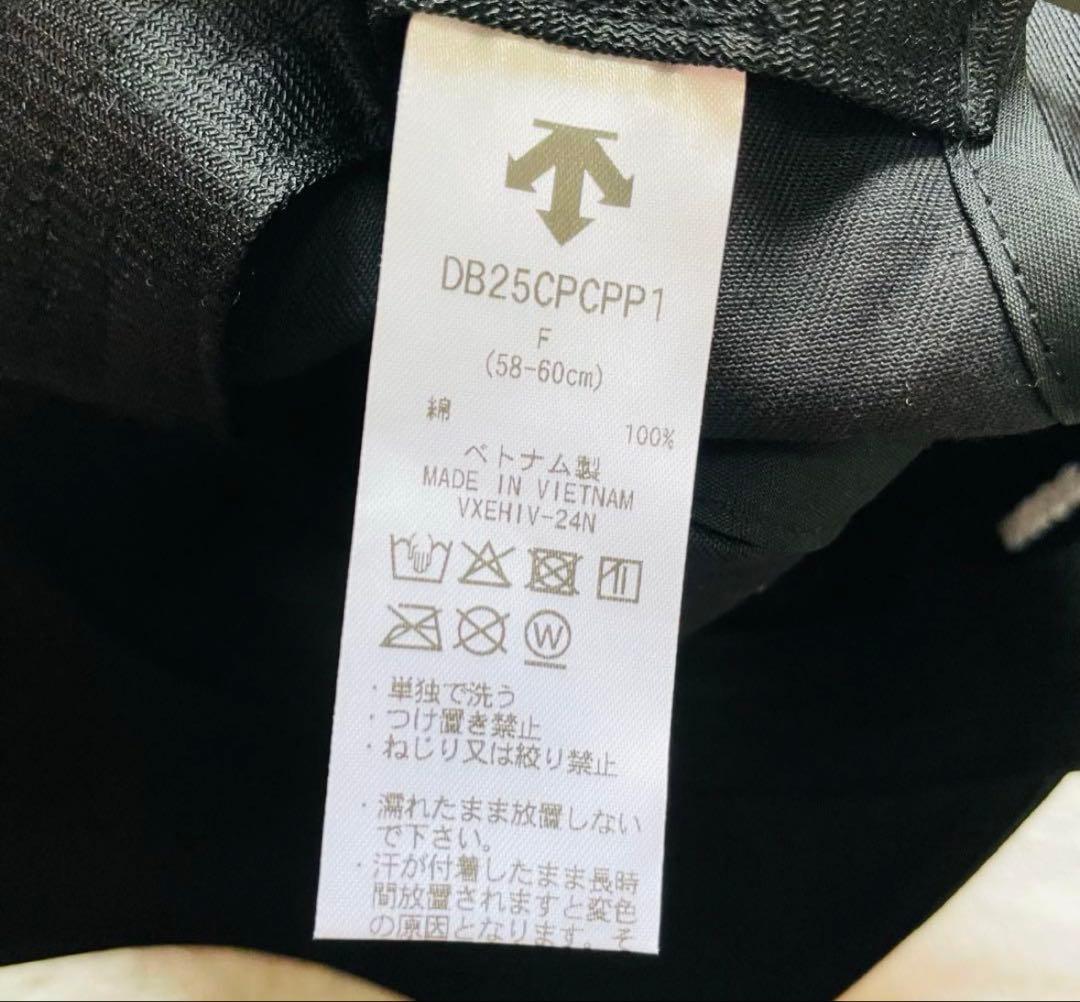 DB25CPCPP1
F
(58-60cm)
綿 100%
ベトナム製
MADE IN VIETNAM
VXEHIV-24N
W
・単独で洗う
・つけ置き禁止
・ねじり又は絞り禁止
・濡れたまま放置しない
で下さい。
・汗が付着したまま長時
間放置されますと変色
の原因となります。そ